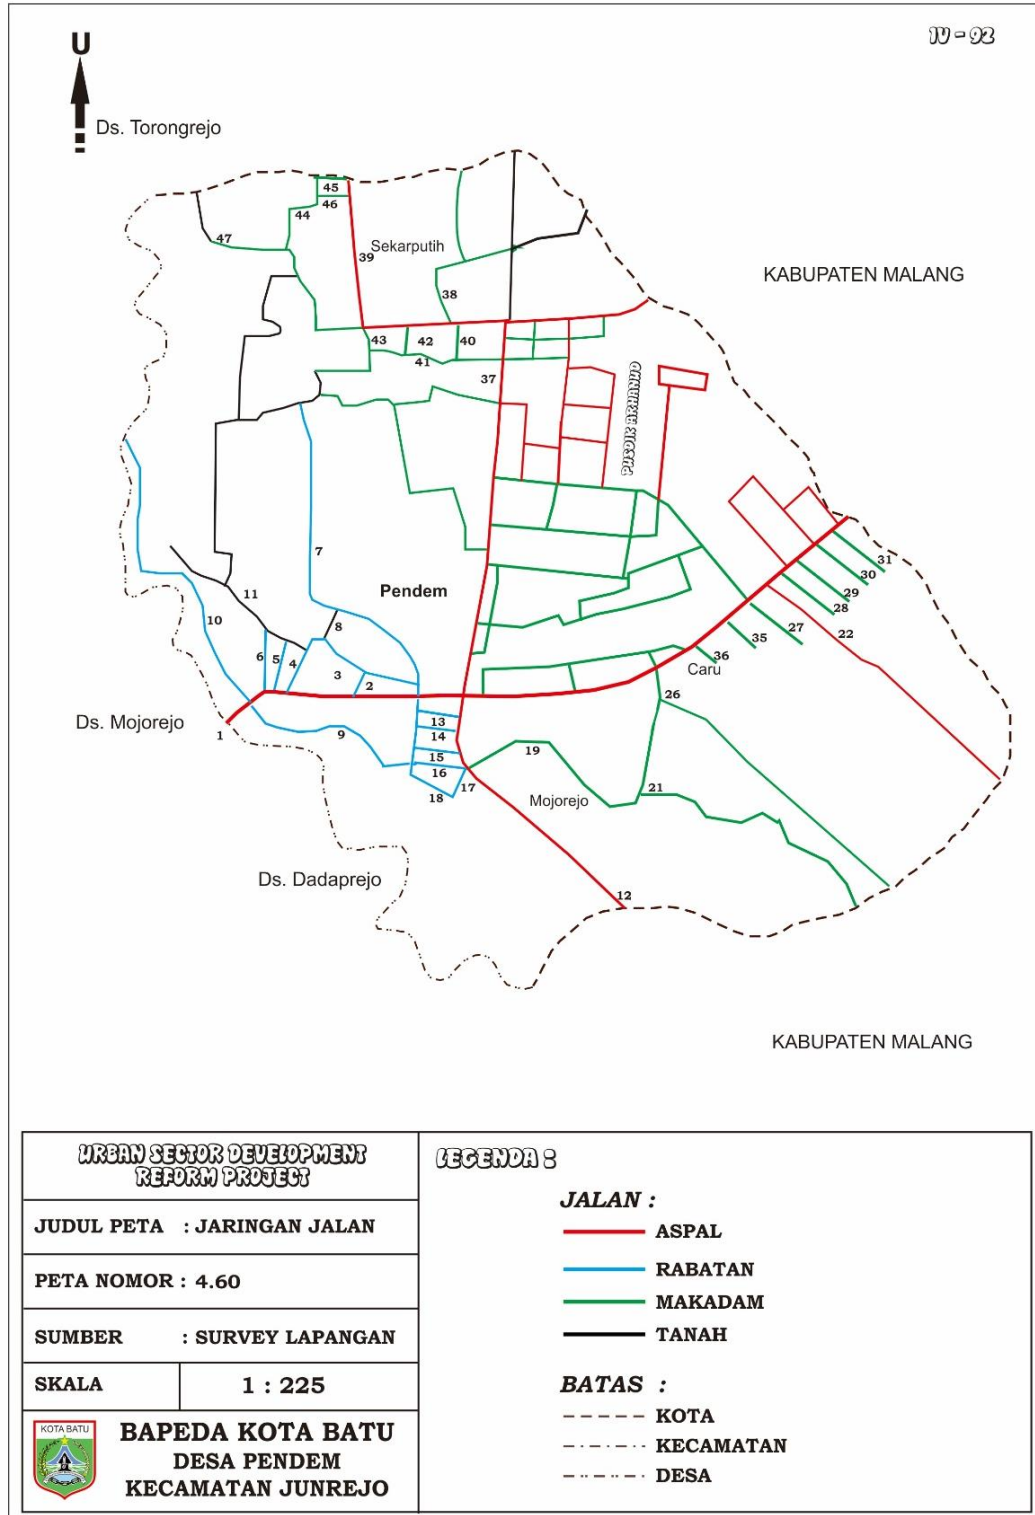 IV - 92
U
Ds. Torongrejo
45
46
44
47
39
Sekarputih
KABUPATEN MALANG
38
43
42
40
41
37
PUSDIK BRAWIJAYA
7
Pendem
11
10
8
6
5
4
3
2
31
30
29
28
27
22
35
36
Caru
26
Ds. Mojorejo
1
9
13
14
15
16
17
18
19
Mojorejo
21
Ds. Dadaprejo
12
KABUPATEN MALANG
URBAN SECTOR DEVELOPMENT
REFORM PROJECT
JUDUL PETA : JARINGAN JALAN
PETA NOMOR : 4.60
SUMBER : SURVEY LAPANGAN
SKALA 1 : 225
KOTA BATU
BAPEDA KOTA BATU
DESA PENDEM
KECAMATAN JUNREJO
LEGENDA :
JALAN :
ASPAL
RABATAN
MAKADAM
TANAH
BATAS :
KOTA
KECAMATAN
DESA